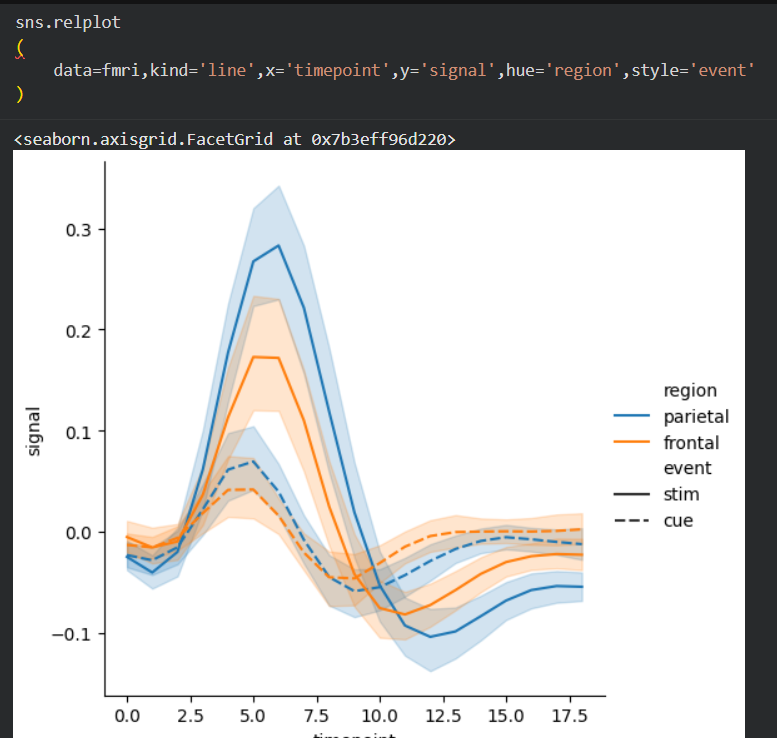 sns.relplot
(
data=fmri,kind='line',x='timepoint',y='signal',hue='region',style='event'
)
<seaborn.axisgrid.FacetGrid at 0x7b3eff96d220>
0.3
0.2
0.1
0.0
−0.1
signal
region
parietal
frontal
event
stim
cue
0.0 2.5 5.0 7.5 10.0 12.5 15.0 17.5
timepoint